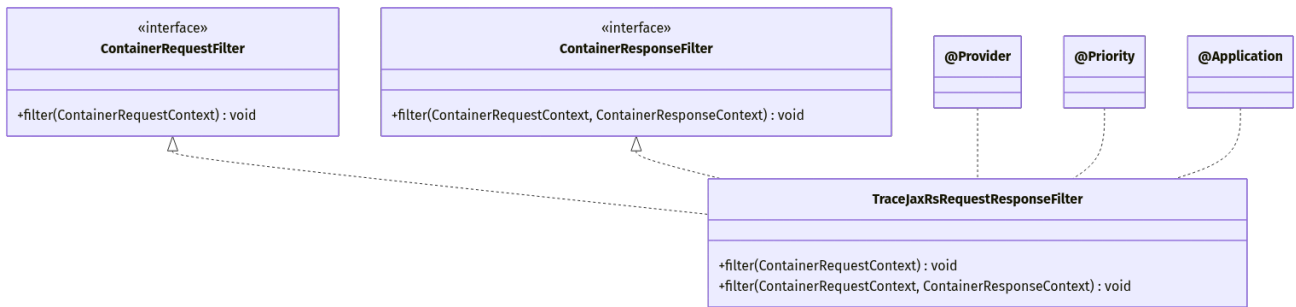 «interface»
ContainerRequestFilter
+filter(ContainerRequestContext) : void
«interface»
ContainerResponseFilter
+filter(ContainerRequestContext, ContainerResponseContext) : void
@Provider
@Priority
@Application
TraceJaxRsRequestResponseFilter
+filter(ContainerRequestContext) : void
+filter(ContainerRequestContext, ContainerResponseContext) : void